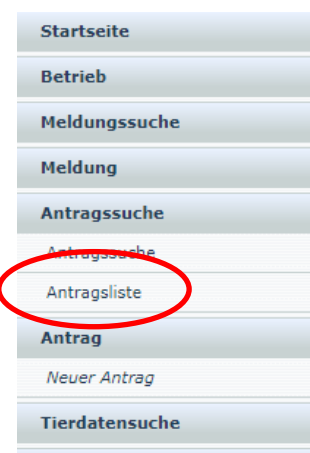 Startseite
Betrieb
Meldungssuche
Meldung
Antragssuche
Antragssuche
Antragsliste
Antrag
Neuer Antrag
Tierdatensuche